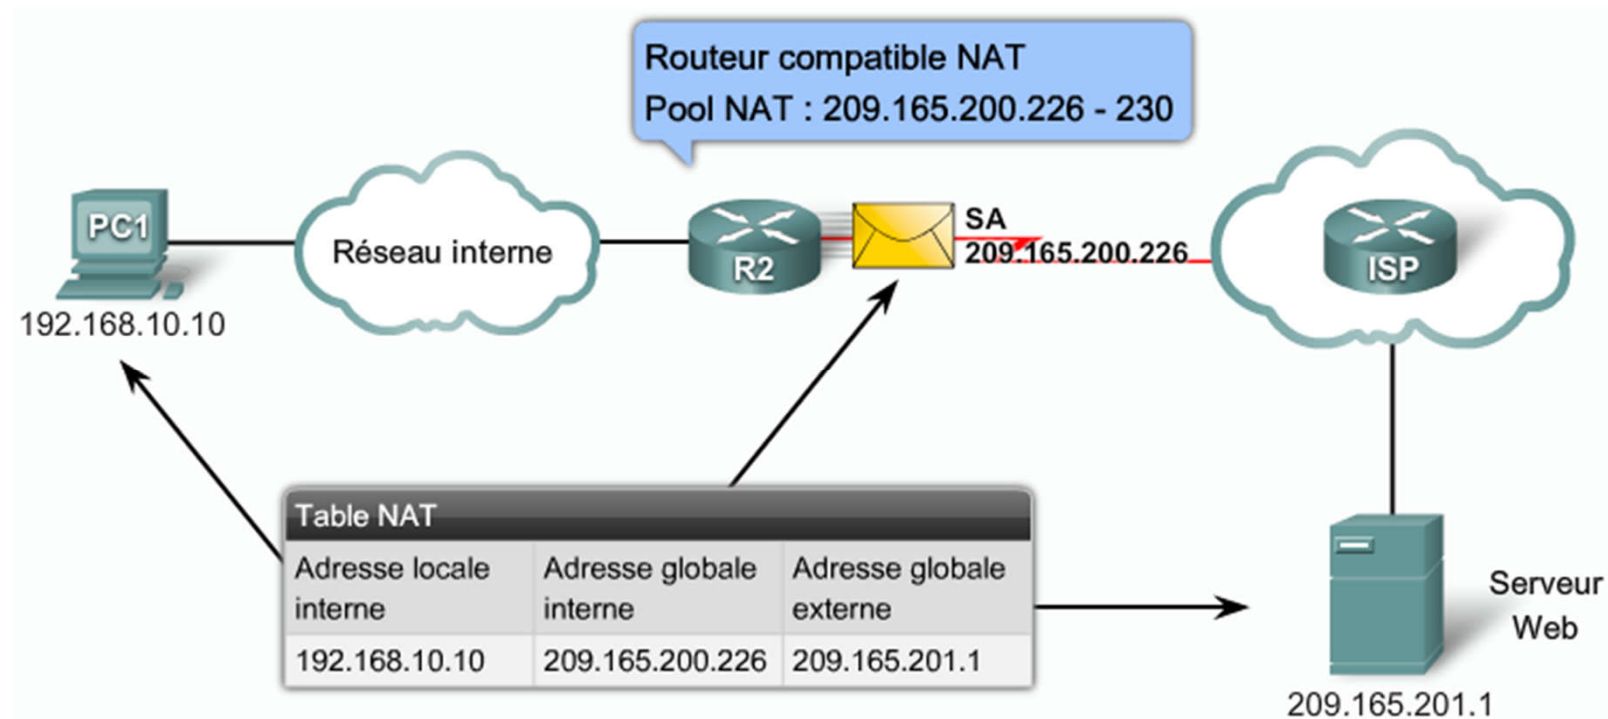 Routeur compatible NAT
Pool NAT : 209.165.200.226 - 230
PC1
192.168.10.10
Réseau interne
R2
SA
209.165.200.226
ISP
Table NAT
Adresse locale interne
Adresse globale interne
Adresse globale externe
192.168.10.10
209.165.200.226
209.165.201.1
Serveur
Web
209.165.201.1